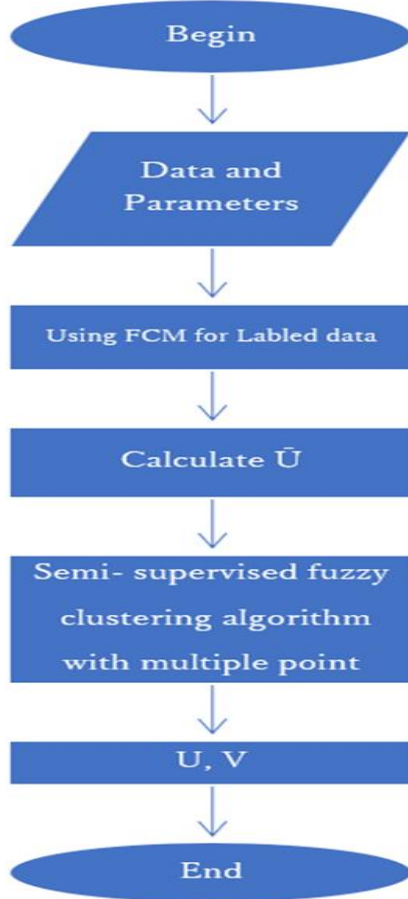 Begin
Data and
Parameters
Using FCM for Labled data
Calculate Ū
Semi- supervised fuzzy
clustering algorithm
with multiple point
U, V
End